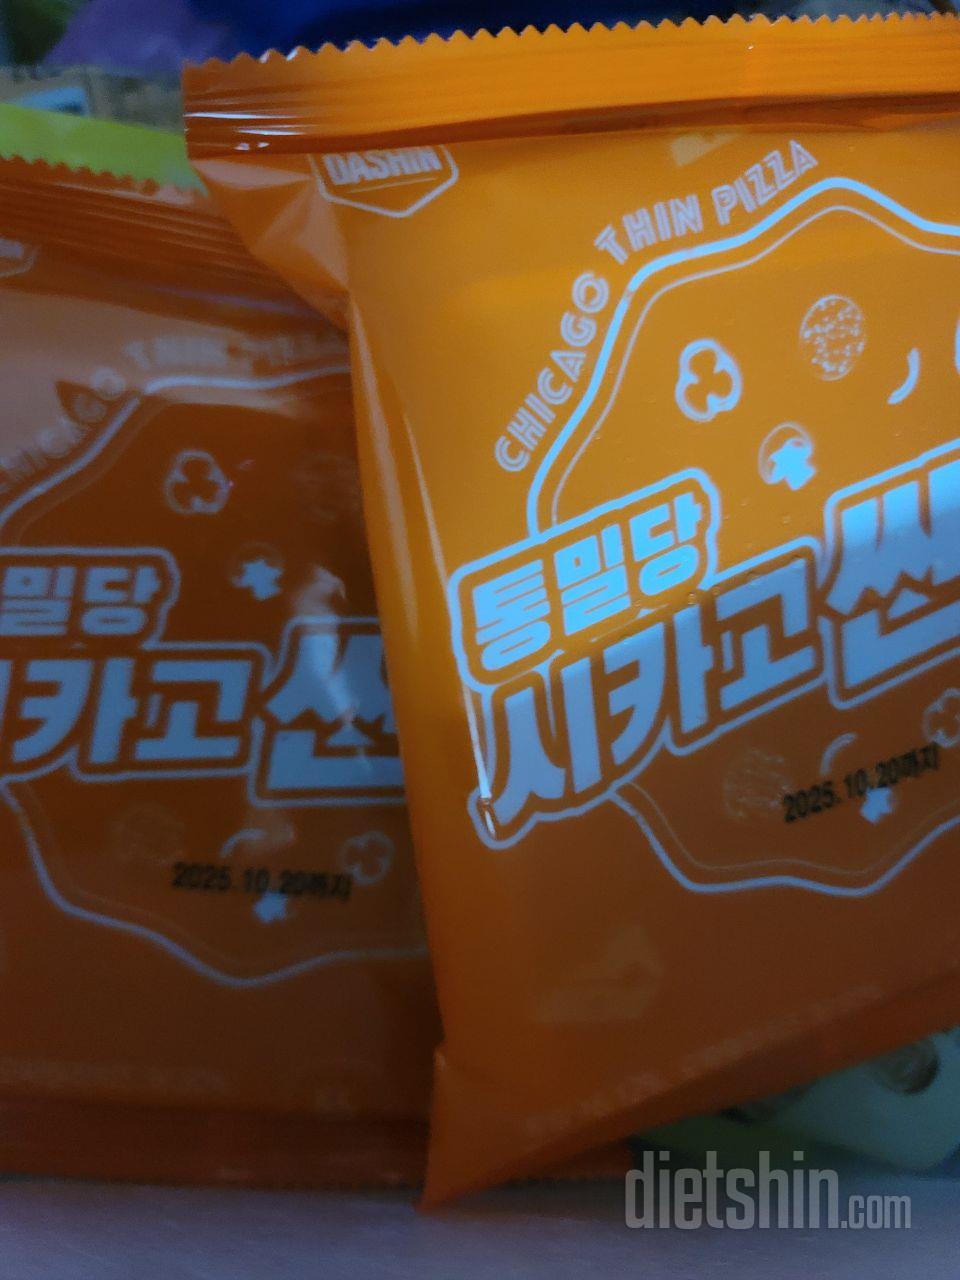 DASHIN
CHICAGO THIN PIZZA
통밀당
시카고 씬
2025.10.20까지
CHICAGO THIN PIZZA
밀당
시카고 씬
2025.10.20까지
dietshin.com